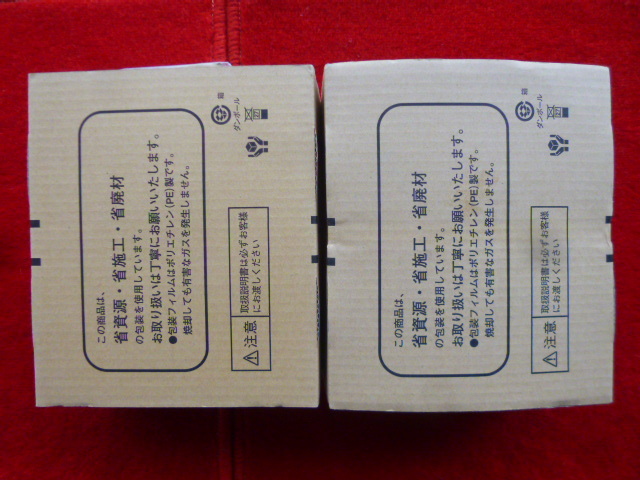 この商品は、
省資源・省施工・省廃材
の包装を使用しています。
お取り扱いは丁寧にお願いいたします。
●包装フィルムはポリエチレン(PE)製です。
焼却しても有害なガスを発生しません。
⚠注意
取扱説明書は必ずお客様
にお渡しください
ダンボール
箱
この商品は、
省資源・省施工・省廃材
の包装を使用しています。
お取り扱いは丁寧にお願いいたします。
●包装フィルムはポリエチレン(PE)製です。
焼却しても有害なガスを発生しません。
⚠注意
取扱説明書は必ずお客様
にお渡しください
ダンボール
箱